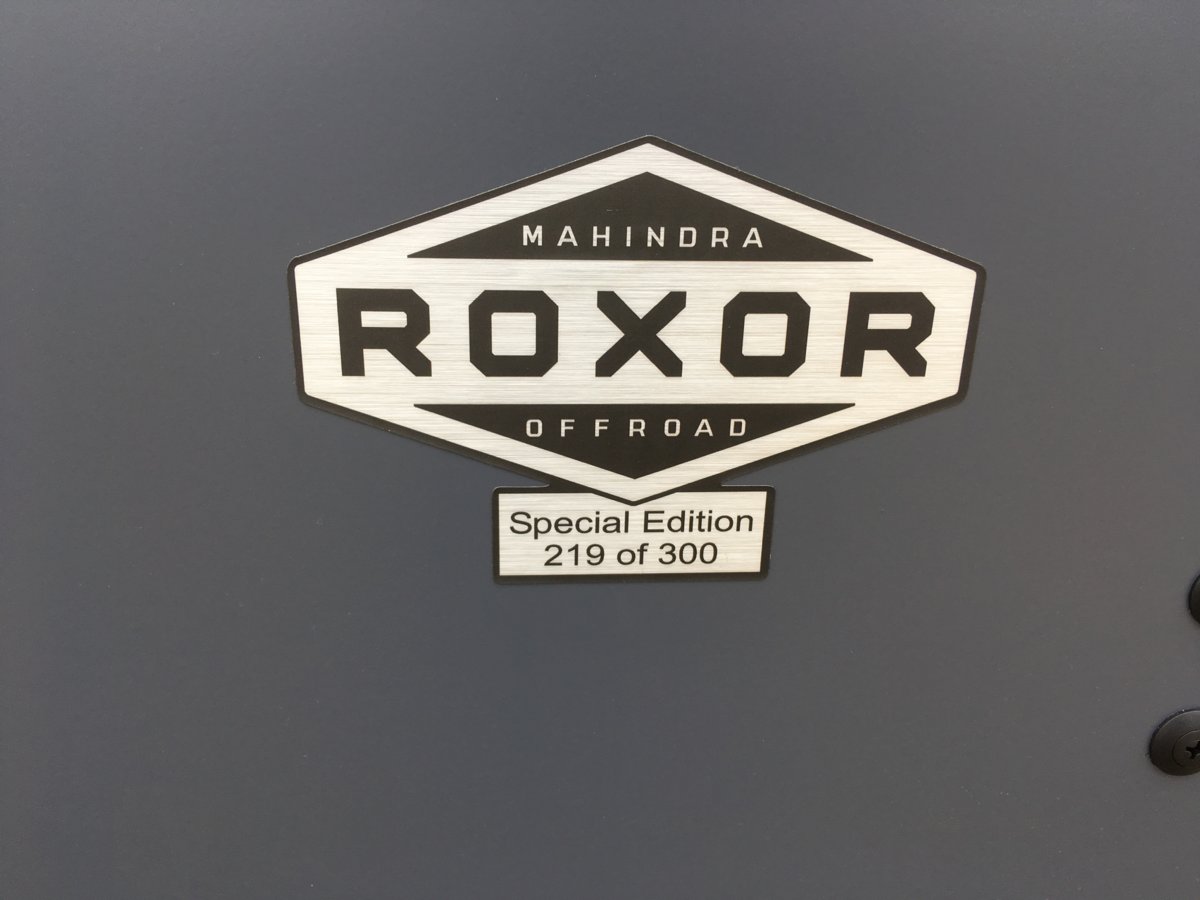 MAHINDRA
ROXOR
OFFROAD
Special Edition
219 of 300